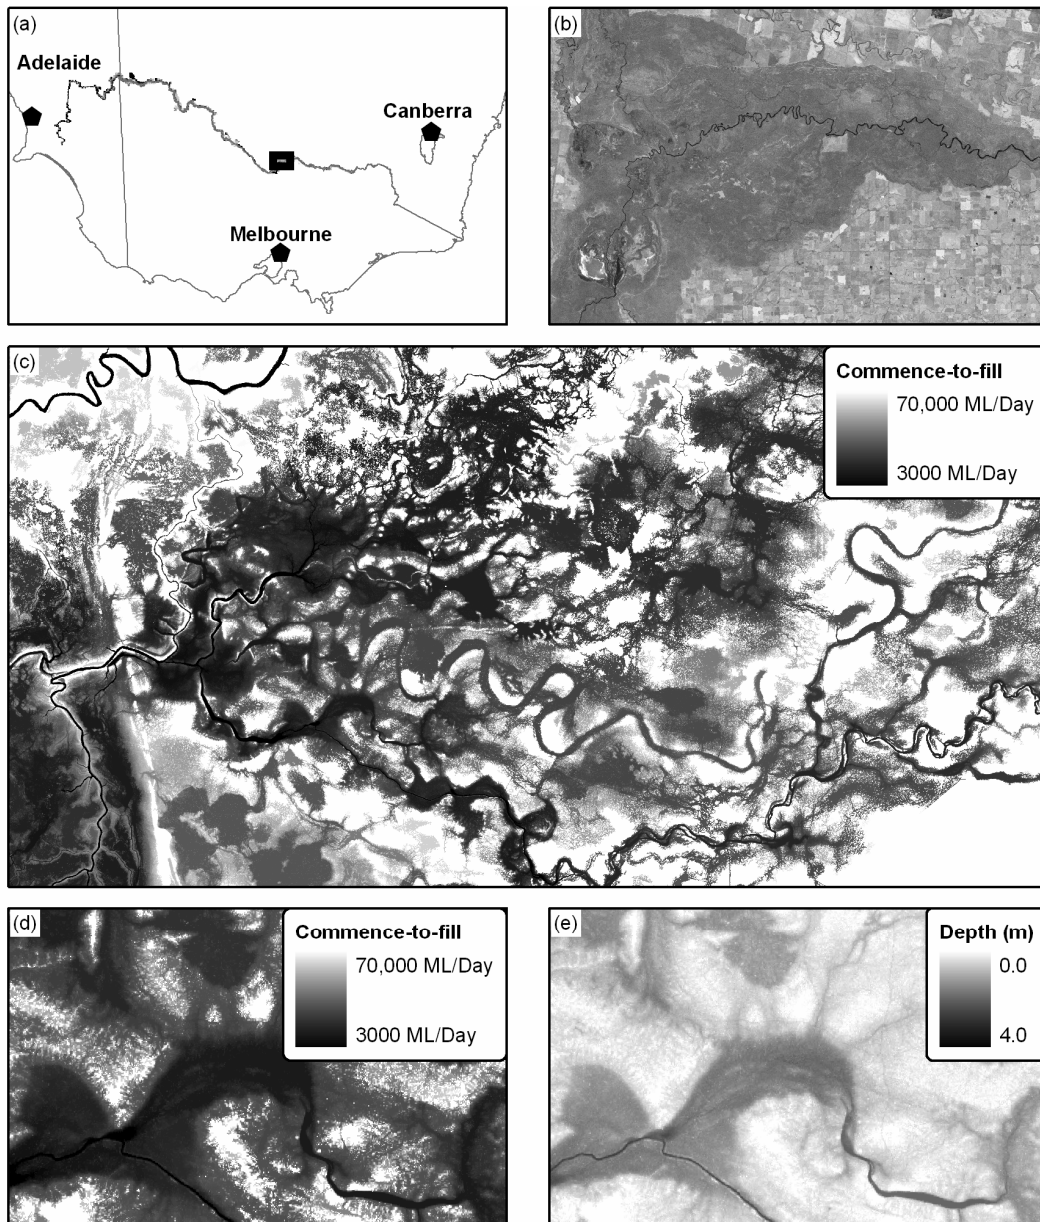 (a)
Adelaide
Canberra
Melbourne
(b)
(c)
Commence-to-fill
70,000 ML/Day
3000 ML/Day
(d)
Commence-to-fill
70,000 ML/Day
3000 ML/Day
(e)
Depth (m)
0.0
4.0